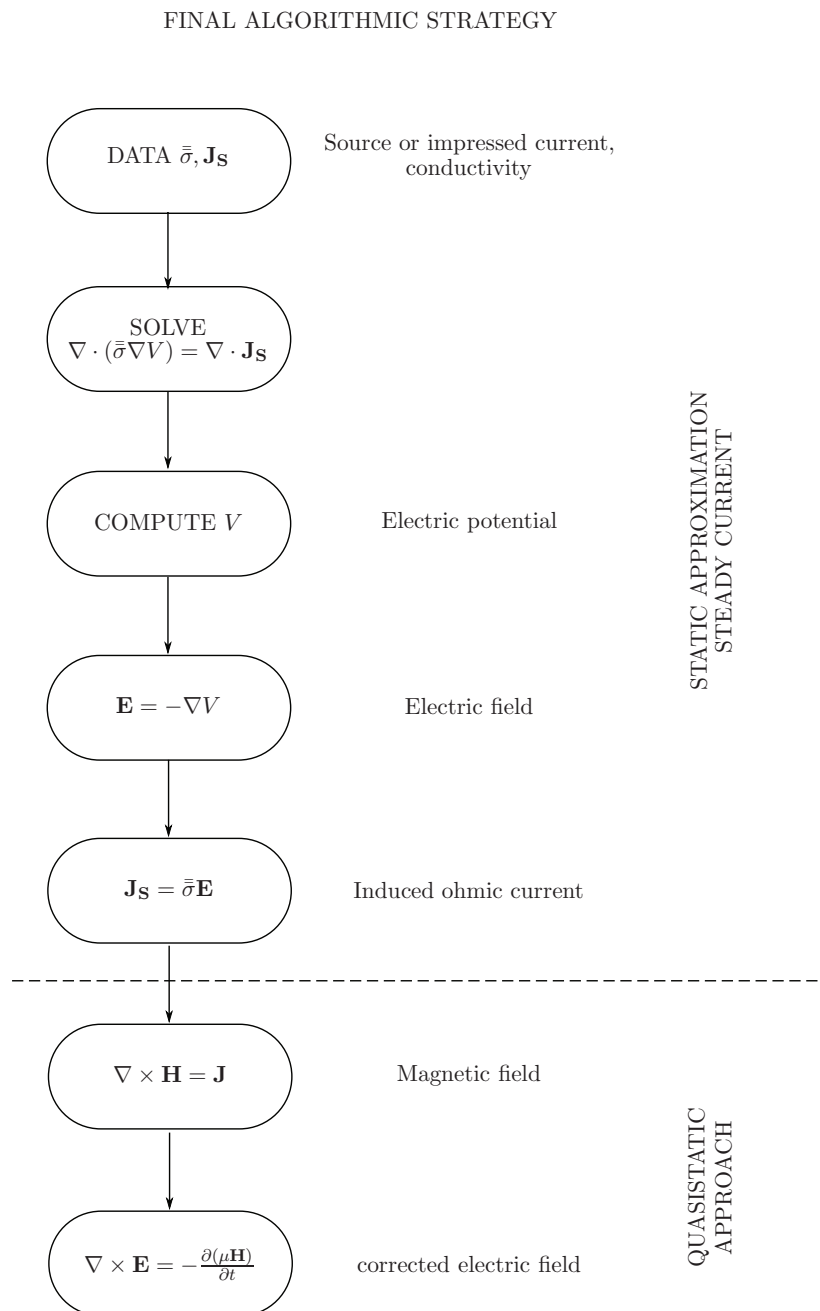 FINAL ALGORITHMIC STRATEGY
DATA σ̿, J_S
Source or impressed current,
conductivity
SOLVE
∇ · (σ̿∇V) = ∇ · J_S
COMPUTE V
Electric potential
E = −∇V
Electric field
J_S = σ̿E
Induced ohmic current
STATIC APPROXIMATION
STEADY CURRENT
∇ × H = J
Magnetic field
∇ × E = −∂(μH)/∂t
corrected electric field
QUASISTATIC
APPROACH